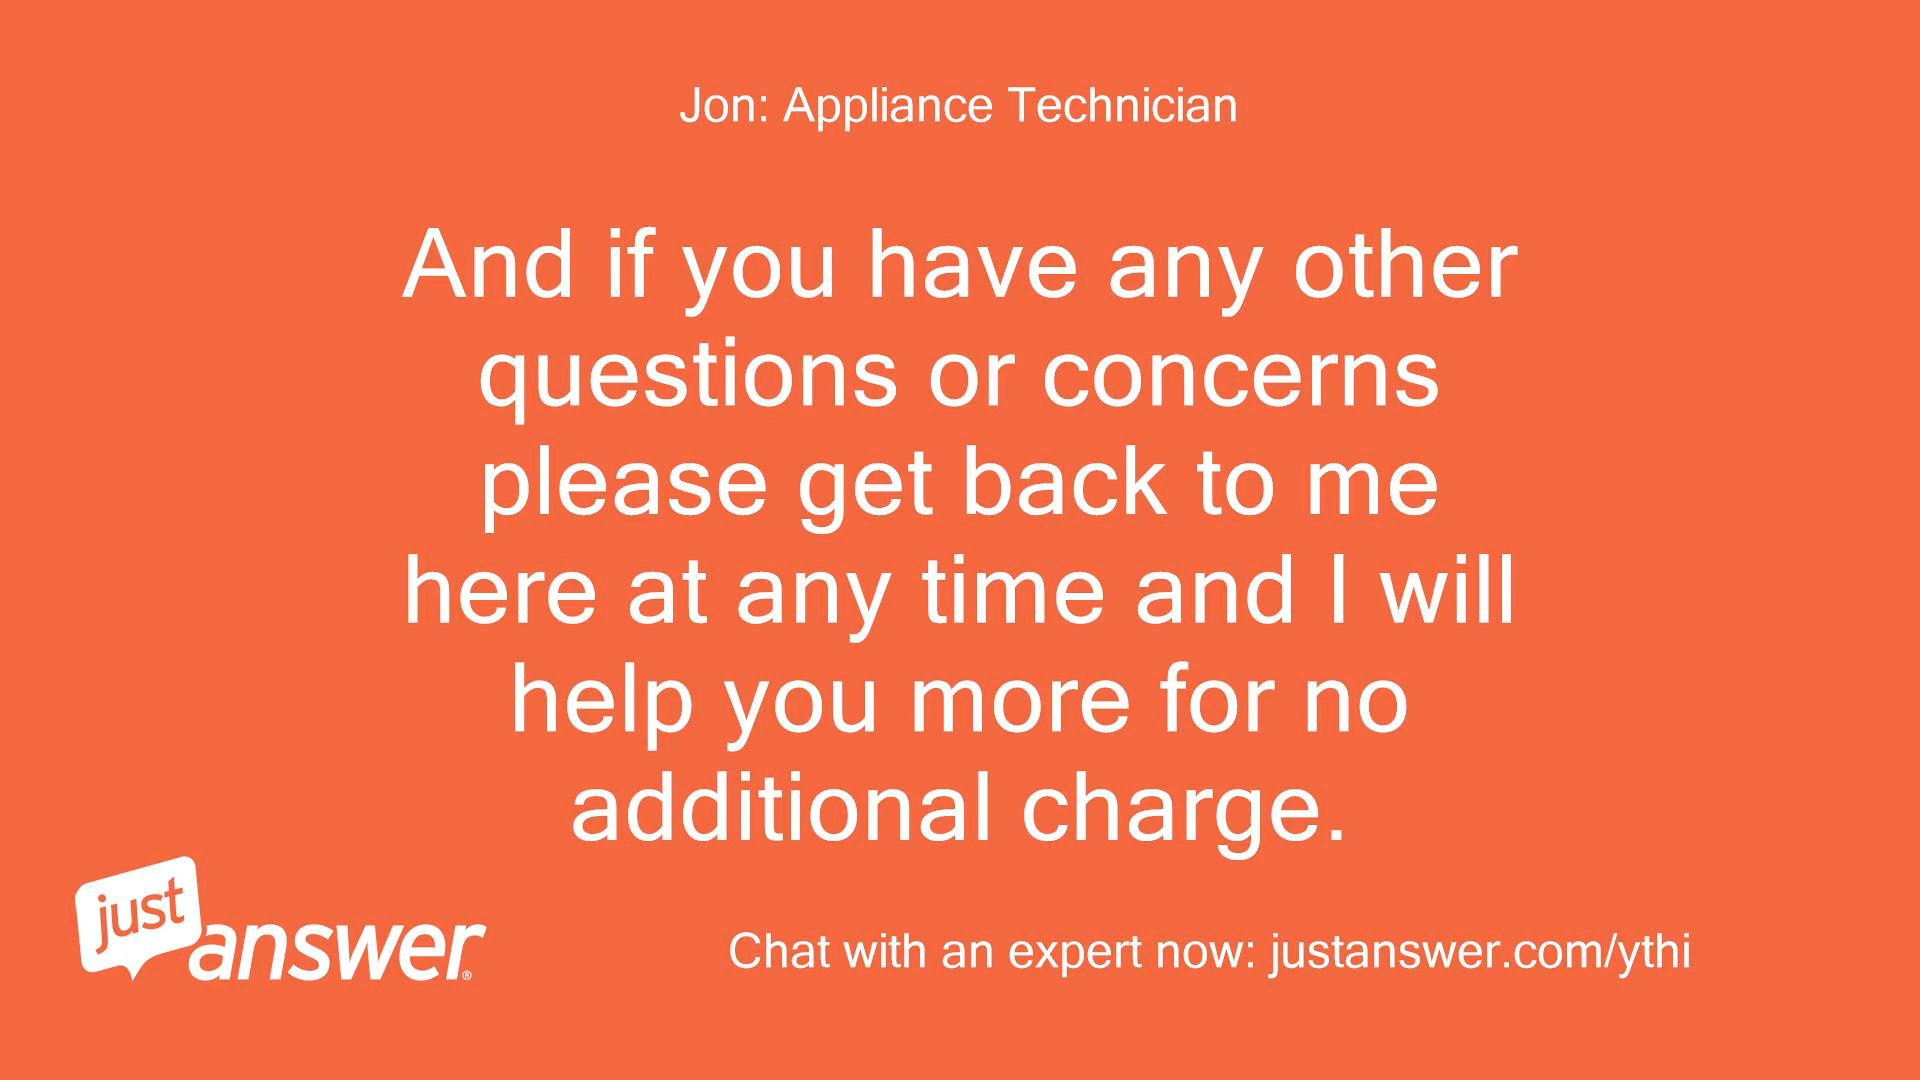 Jon: Appliance Technician
And if you have any other
questions or concerns
please get back to me
here at any time and I will
help you more for no
additional charge.
just
answer®
Chat with an expert now: justanswer.com/ythi